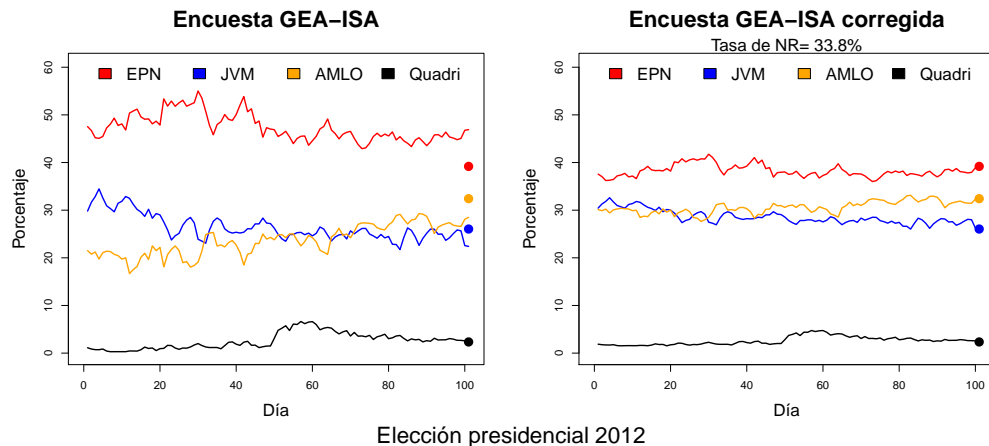 Encuesta GEA−ISA
Porcentaje
60
50
40
30
20
10
0
EPN JVM AMLO Quadri
0 20 40 60 80 100
Día
Encuesta GEA−ISA corregida
Tasa de NR= 33.8%
Porcentaje
60
50
40
30
20
10
0
EPN JVM AMLO Quadri
0 20 40 60 80 100
Día
Elección presidencial 2012